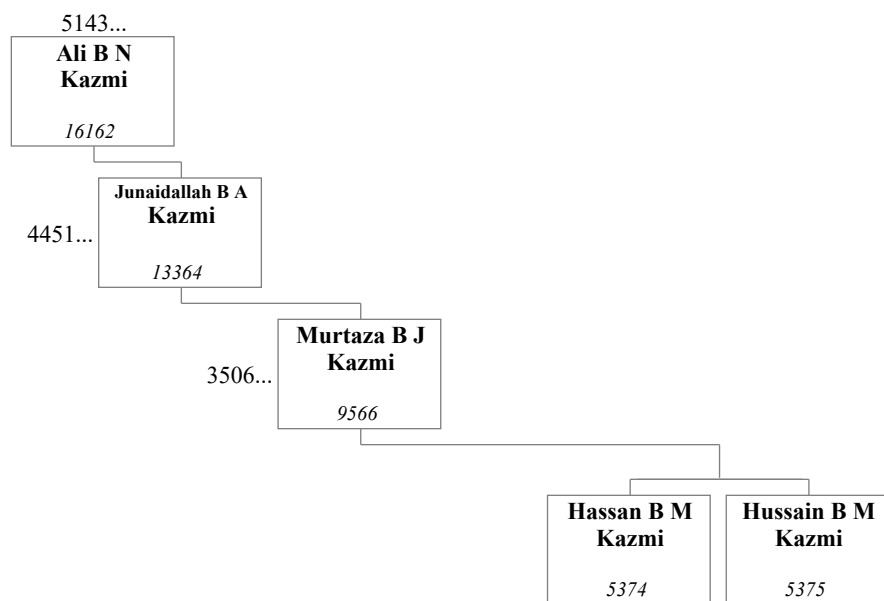 5143...
Ali B N
Kazmi
16162
Junaidallah B A
Kazmi
4451...
13364
Murtaza B J
Kazmi
3506...
9566
Hassan B M
Kazmi
5374
Hussain B M
Kazmi
5375